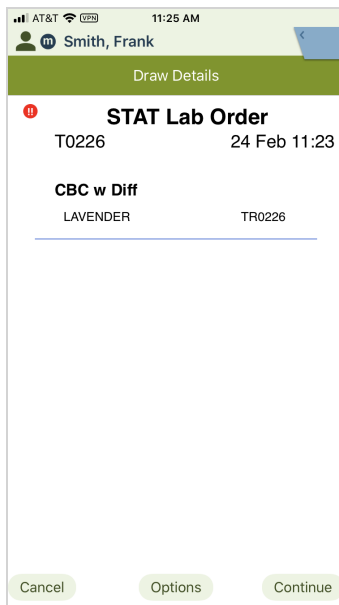 AT&T VPN 11:25 AM
m Smith, Frank <
Draw Details
!! STAT Lab Order
T0226 24 Feb 11:23
CBC w Diff
LAVENDER TR0226
Cancel Options Continue